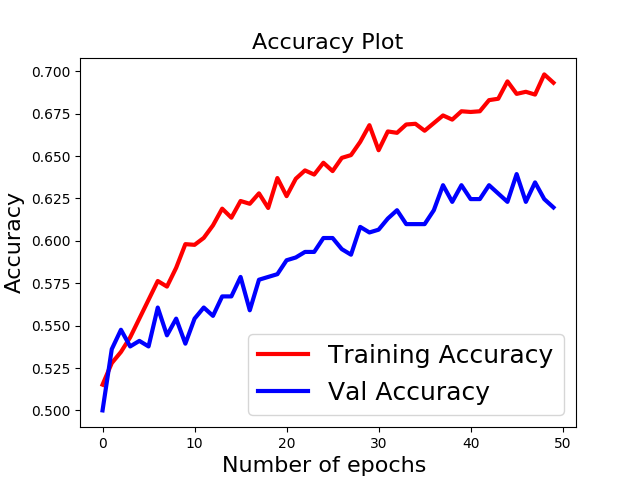 Accuracy Plot
Accuracy
0.700
0.675
0.650
0.625
0.600
0.575
0.550
0.525
0.500
Training Accuracy
Val Accuracy
0 10 20 30 40 50
Number of epochs